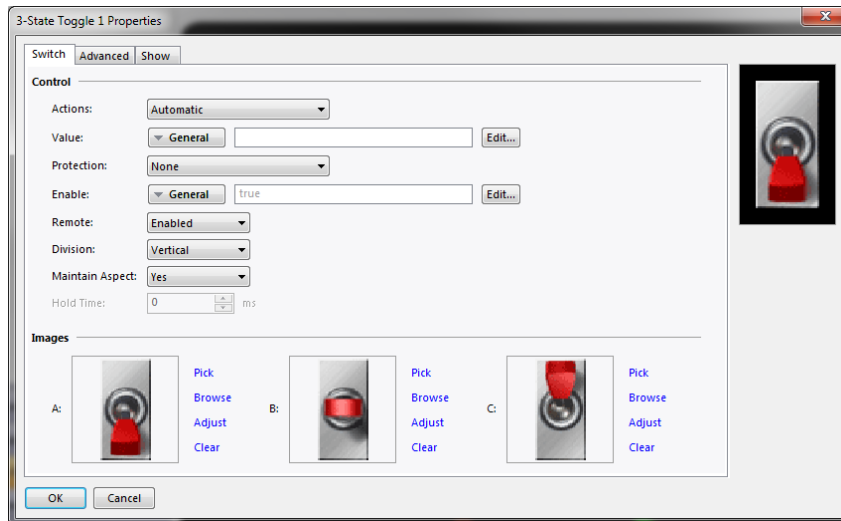 3-State Toggle 1 Properties
Switch Advanced Show
Control
Actions: Automatic
Value: General Edit...
Protection: None
Enable: General true Edit...
Remote: Enabled
Division: Vertical
Maintain Aspect: Yes
Hold Time: 0 ms
Images
Pick Pick Pick
Browse Browse Browse
A: B: C:
Adjust Adjust Adjust
Clear Clear Clear
OK Cancel